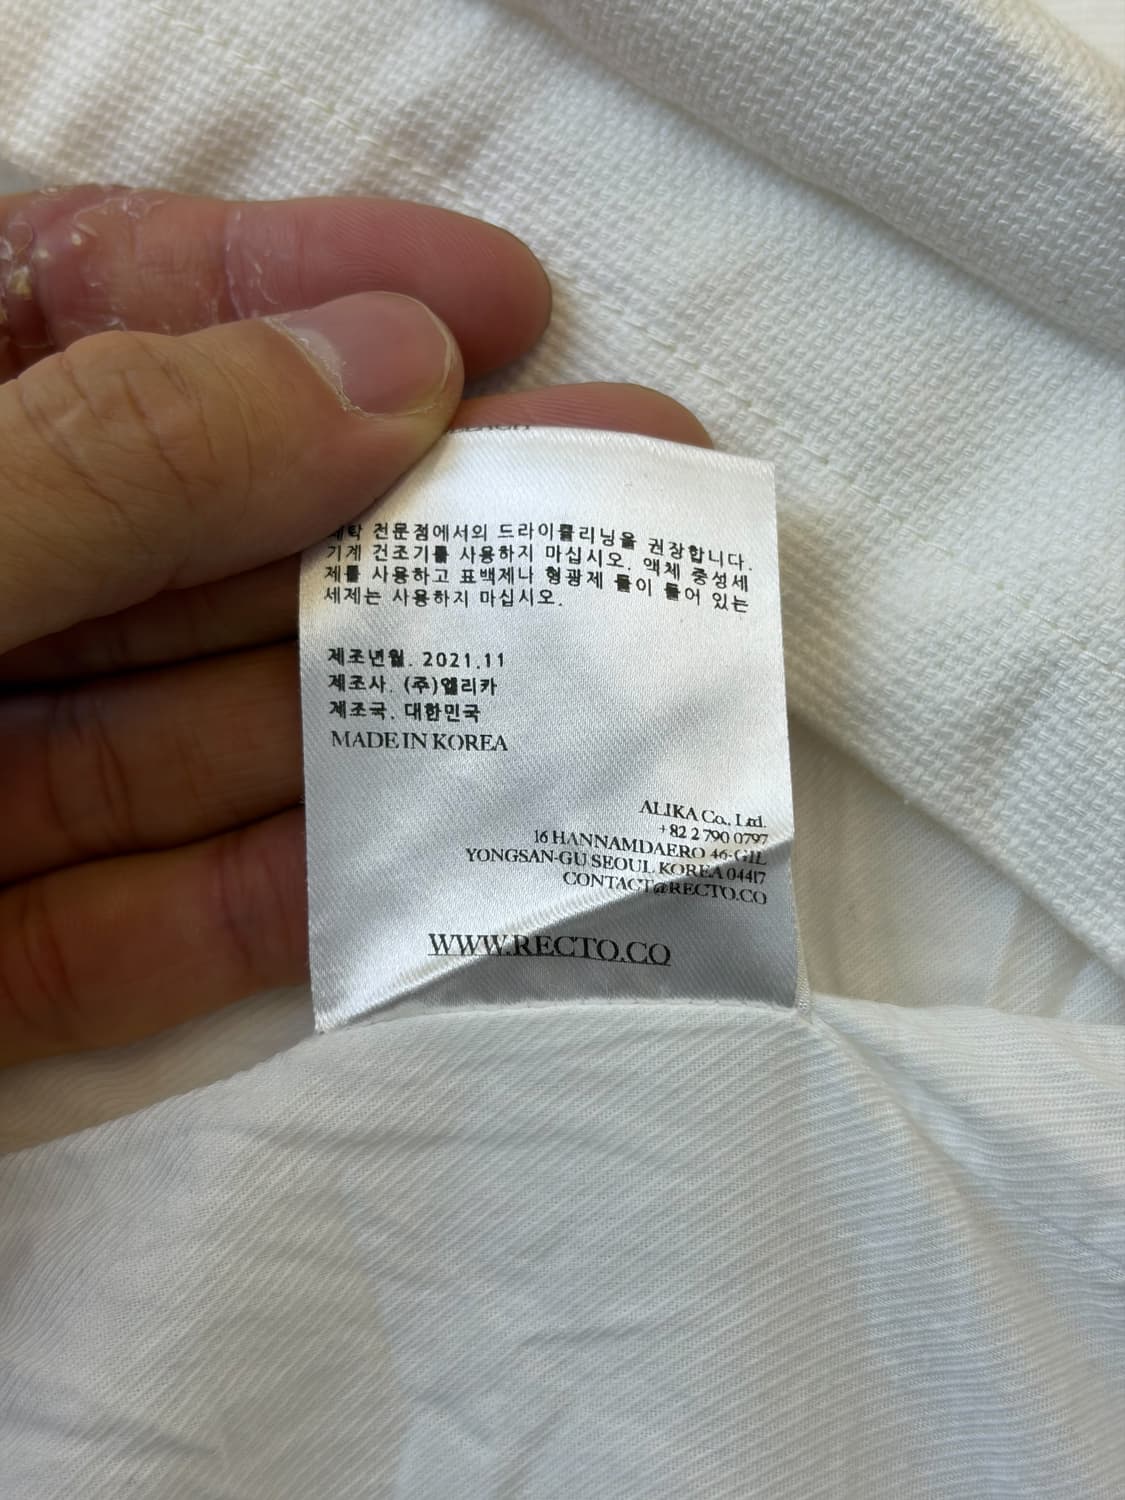 세탁 전문점에서의 드라이클리닝을 권장합니다.
기계 건조기를 사용하지 마십시오. 액체 중성세
제를 사용하고 표백제나 형광제 들이 들어 있는
세제는 사용하지 마십시오.
제조년월. 2021.11
제조사. (주)엘리카
제조국. 대한민국
MADE IN KOREA
ALIKA Co., Ltd.
+82 2 790 0797
16 HANNAMDAERO 46-GIL
YONGSAN-GU SEOUL KOREA 04417
CONTACT@RECTO.CO
WWW.RECTO.CO